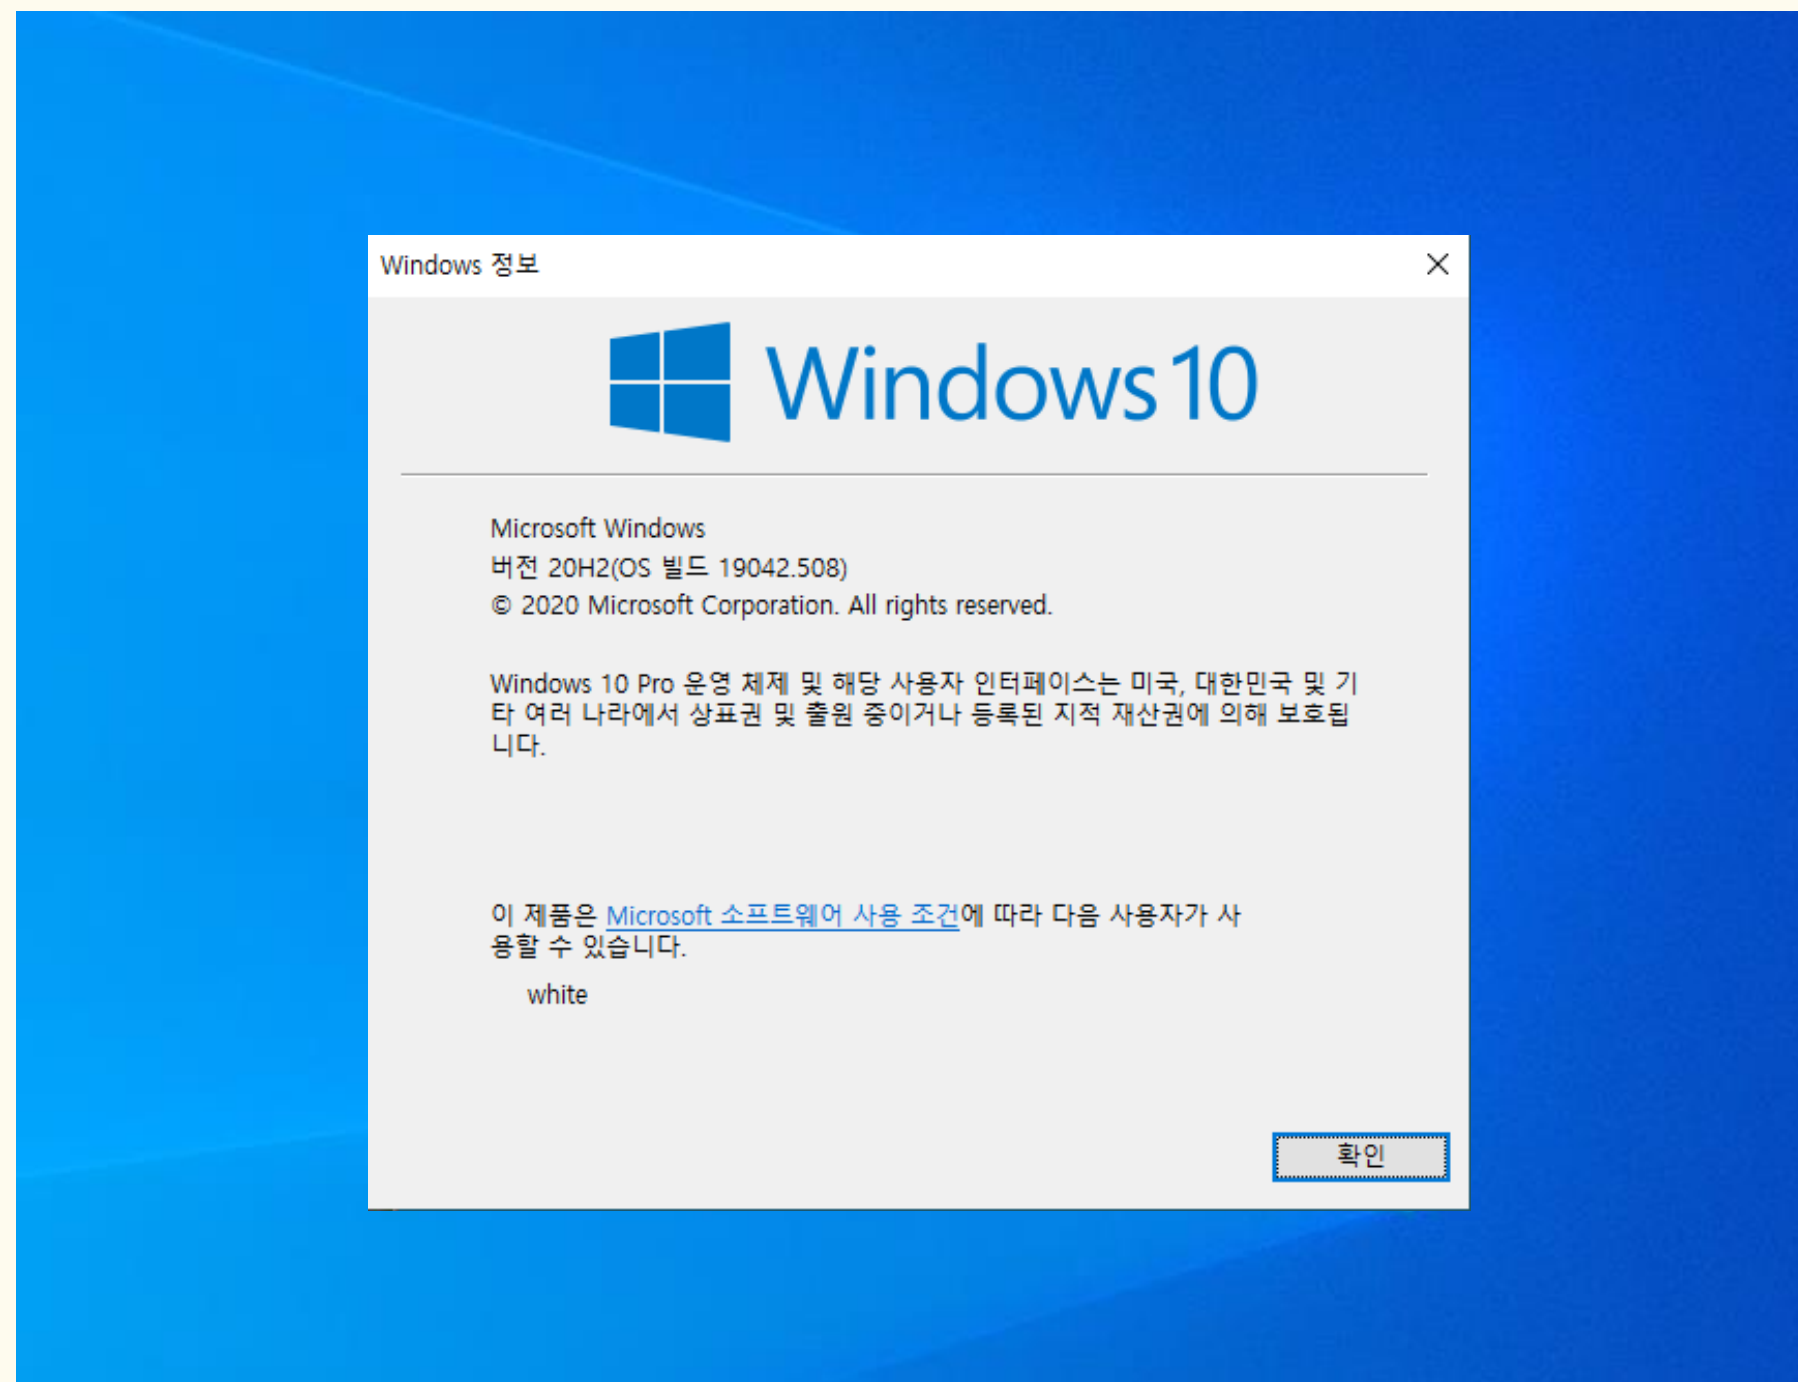 Windows 정보
Windows 10
Microsoft Windows
버전 20H2(OS 빌드 19042.508)
© 2020 Microsoft Corporation. All rights reserved.
Windows 10 Pro 운영 체제 및 해당 사용자 인터페이스는 미국, 대한민국 및 기
타 여러 나라에서 상표권 및 출원 중이거나 등록된 지적 재산권에 의해 보호됩
니다.
이 제품은 Microsoft 소프트웨어 사용 조건에 따라 다음 사용자가 사
용할 수 있습니다.
white
확인